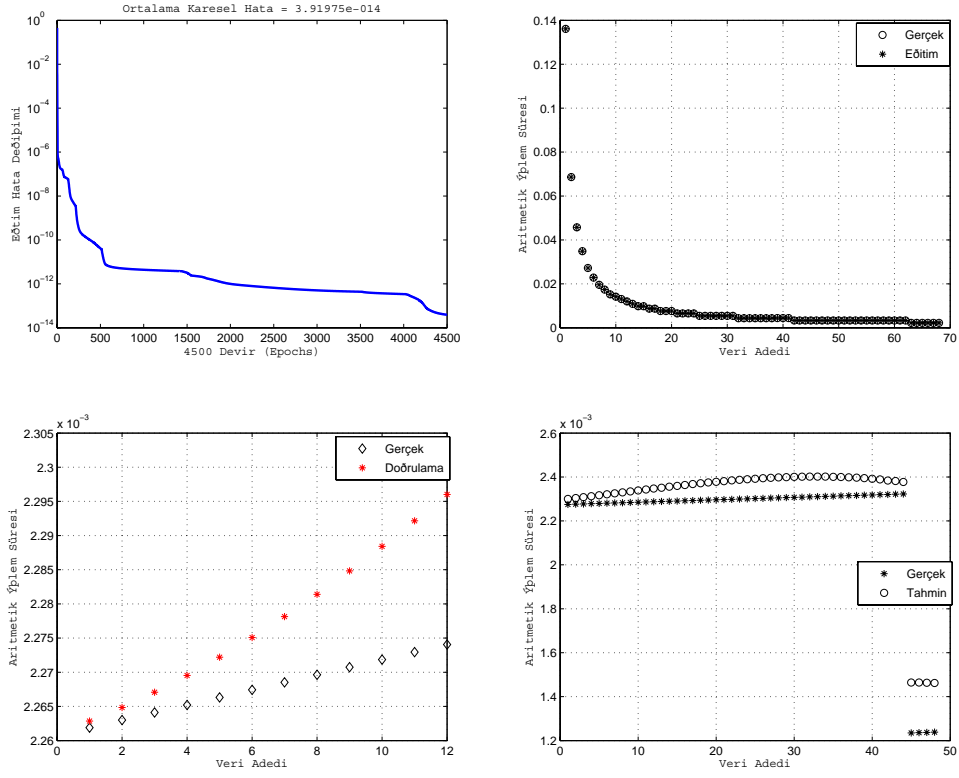 Ortalama Karesel Hata = 3.91975e-014
10^0
10^-2
10^-4
10^-6
10^-8
10^-10
10^-12
10^-14
Eðtim Hata Deðiþimi
0 500 1000 1500 2000 2500 3000 3500 4000 4500
4500 Devir (Epochs)
0.14
0.12
0.1
0.08
0.06
0.04
0.02
0
Aritmetik Ýþlem Süresi
Gerçek
Eðitim
0 10 20 30 40 50 60 70
Veri Adedi
x 10^-3
2.305
2.3
2.295
2.29
2.285
2.28
2.275
2.27
2.265
2.26
Aritmetik Ýþlem Süresi
Gerçek
Doðrulama
0 2 4 6 8 10 12
Veri Adedi
x 10^-3
2.6
2.4
2.2
2
1.8
1.6
1.4
1.2
Aritmetik Ýþlem Süresi
Gerçek
Tahmin
0 10 20 30 40 50
Veri Adedi